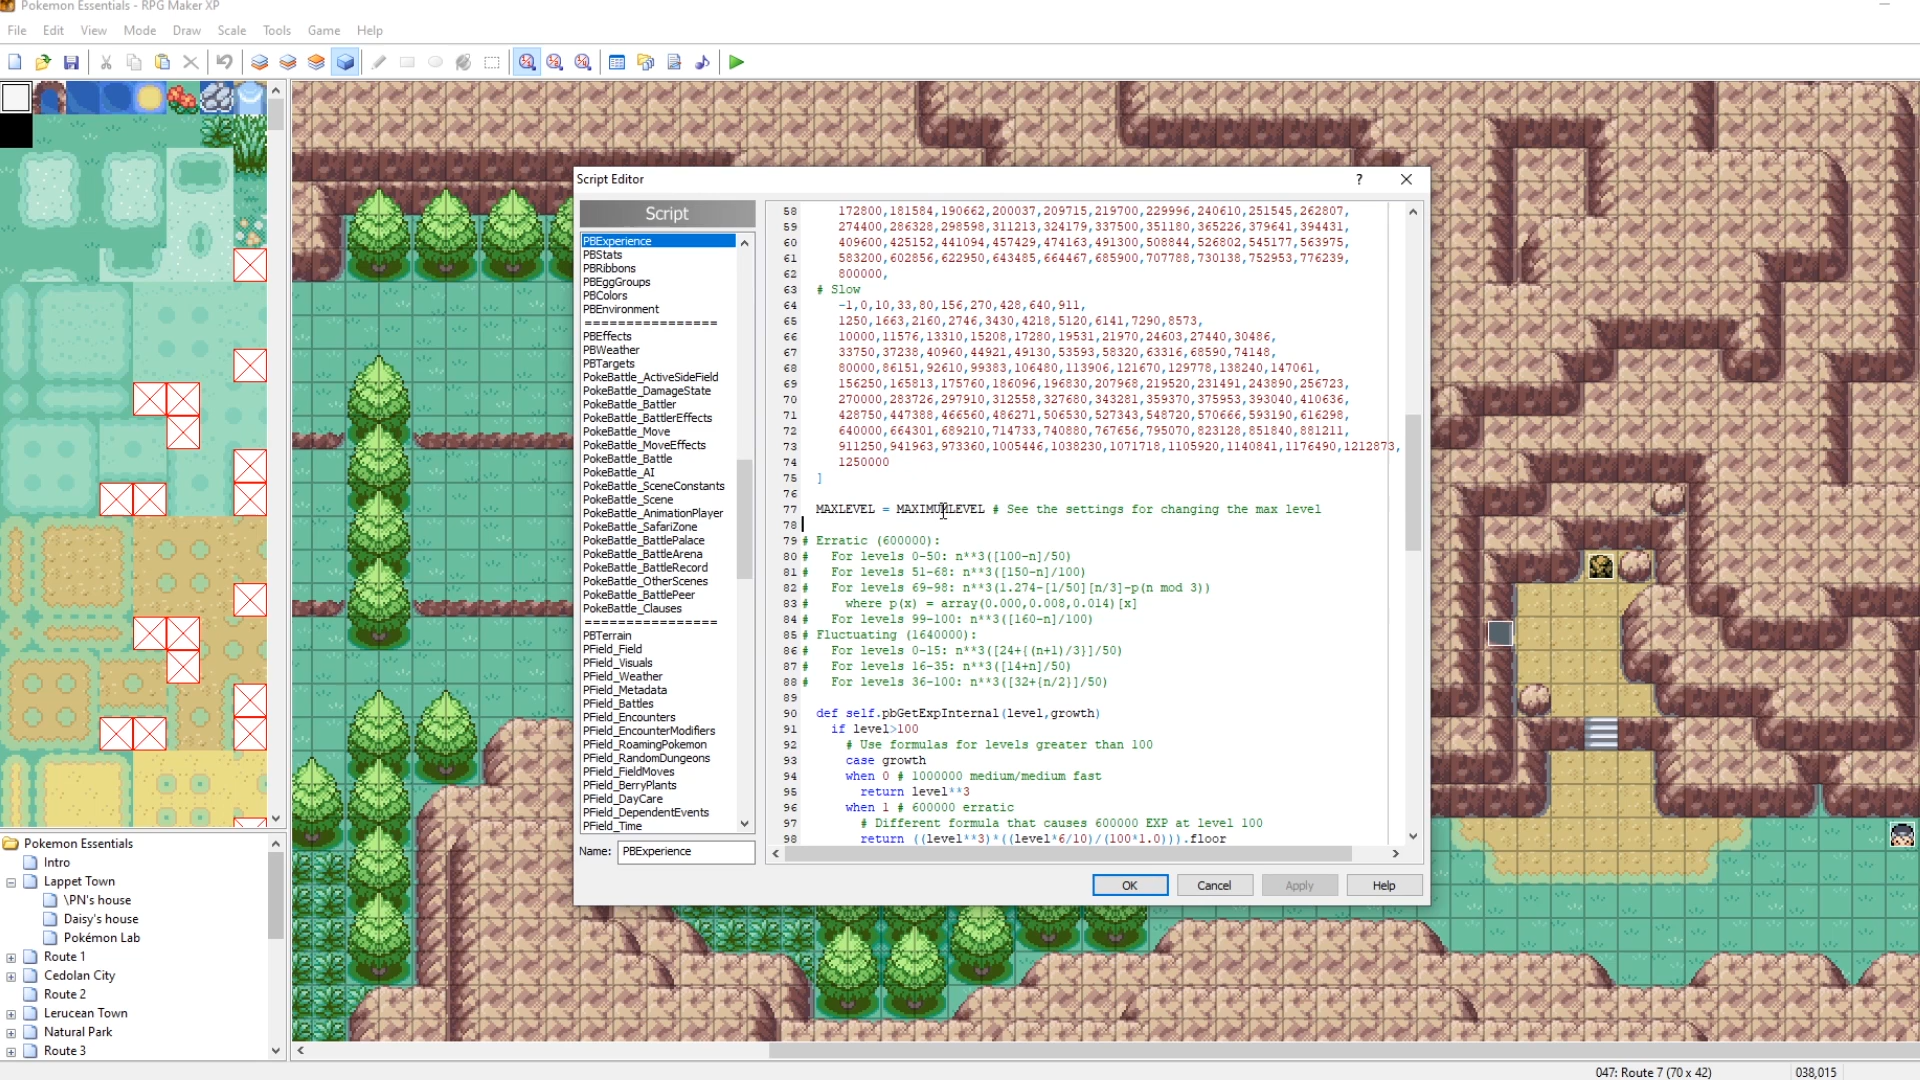 Pokemon Essentials - RPG Maker XP
File Edit View Mode Draw Scale Tools Game Help
Script Editor
?
Script
PBExperience
PBStats
PBRibbons
PBEggGroups
PBColors
PBEnvironment
================
PBEffects
PBWeather
PBTargets
PokeBattle_ActiveSideField
PokeBattle_DamageState
PokeBattle_Battler
PokeBattle_BattlerEffects
PokeBattle_Move
PokeBattle_MoveEffects
PokeBattle_Battle
PokeBattle_AI
PokeBattle_SceneConstants
PokeBattle_Scene
PokeBattle_AnimationPlayer
PokeBattle_SafariZone
PokeBattle_BattlePalace
PokeBattle_BattleArena
PokeBattle_BattleRecord
PokeBattle_OtherScenes
PokeBattle_BattlePeer
PokeBattle_Clauses
================
PBTerrain
PField_Field
PField_Visuals
PField_Weather
PField_Metadata
PField_Battles
PField_Encounters
PField_EncounterModifiers
PField_RoamingPokemon
PField_RandomDungeons
PField_FieldMoves
PField_BerryPlants
PField_DayCare
PField_DependentEvents
PField_Time
Name: PBExperience
58 172800,181584,190662,200037,209715,219700,229996,240610,251545,262807,
59 274400,286328,298598,311213,324179,337500,351180,365226,379641,394431,
60 409600,425152,441094,457429,474163,491300,508844,526802,545177,563975,
61 583200,602856,622950,643485,664467,685900,707788,730138,752953,776239,
62 800000,
63 # Slow
64 -1,0,10,33,80,156,270,428,640,911,
65 1250,1663,2160,2746,3430,4218,5120,6141,7290,8573,
66 10000,11576,13310,15208,17280,19531,21970,24603,27440,30486,
67 33750,37238,40960,44921,49130,53593,58320,63316,68590,74148,
68 80000,86151,92610,99383,106480,113906,121670,129778,138240,147061,
69 156250,165813,175760,186096,196830,207968,219520,231491,243890,256723,
70 270000,283726,297910,312558,327680,343281,359370,375953,393040,410636,
71 428750,447388,466560,486271,506530,527343,548720,570666,593190,616298,
72 640000,664301,689210,714733,740880,767656,795070,823128,851840,881211,
73 911250,941963,973360,1005446,1038230,1071718,1105920,1140841,1176490,1212873,
74 1250000
75 ]
76
77 MAXLEVEL = MAXIMUMLEVEL # See the settings for changing the max level
78
79 # Erratic (600000):
80 # For levels 0-50: n**3([100-n]/50)
81 # For levels 51-68: n**3([150-n]/100)
82 # For levels 69-98: n**3(1.274-[1/50][n/3]-p(n mod 3))
83 # where p(x) = array(0.000,0.008,0.014)[x]
84 # For levels 99-100: n**3([160-n]/100)
85 # Fluctuating (1640000):
86 # For levels 0-15: n**3([24+{(n+1)/3}]/50)
87 # For levels 16-35: n**3([14+n]/50)
88 # For levels 36-100: n**3([32+{n/2}]/50)
89
90 def self.pbGetExpInternal(level,growth)
91 if level>100
92 # Use formulas for levels greater than 100
93 case growth
94 when 0 # 1000000 medium/medium fast
95 return level**3
96 when 1 # 600000 erratic
97 # Different formula that causes 600000 EXP at level 100
98 return ((level**3)*((level*6/10)/(100*1.0))).floor
OK Cancel Apply Help
Pokemon Essentials
Intro
Lappet Town
\PN's house
Daisy's house
Pokémon Lab
Route 1
Cedolan City
Route 2
Lerucean Town
Natural Park
Route 3
047: Route 7 (70 x 42) 038,015